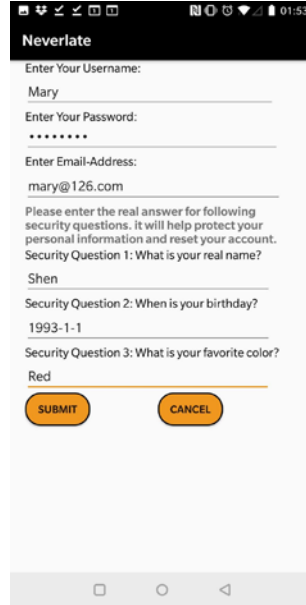 01:53
Neverlate
Enter Your Username:
Mary
Enter Your Password:
••••••••
Enter Email-Address:
mary@126.com
Please enter the real answer for following
security questions. it will help protect your
personal information and reset your account.
Security Question 1: What is your real name?
Shen
Security Question 2: When is your birthday?
1993-1-1
Security Question 3: What is your favorite color?
Red
SUBMIT CANCEL